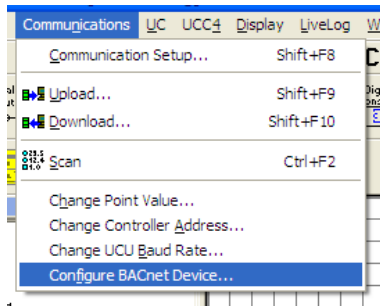 Communications UC UCC4 Display LiveLog
Communication Setup... Shift+F8
Upload... Shift+F9
Download... Shift+F10
Scan Ctrl+F2
Change Point Value...
Change Controller Address...
Change UCU Baud Rate...
Configure BACnet Device...